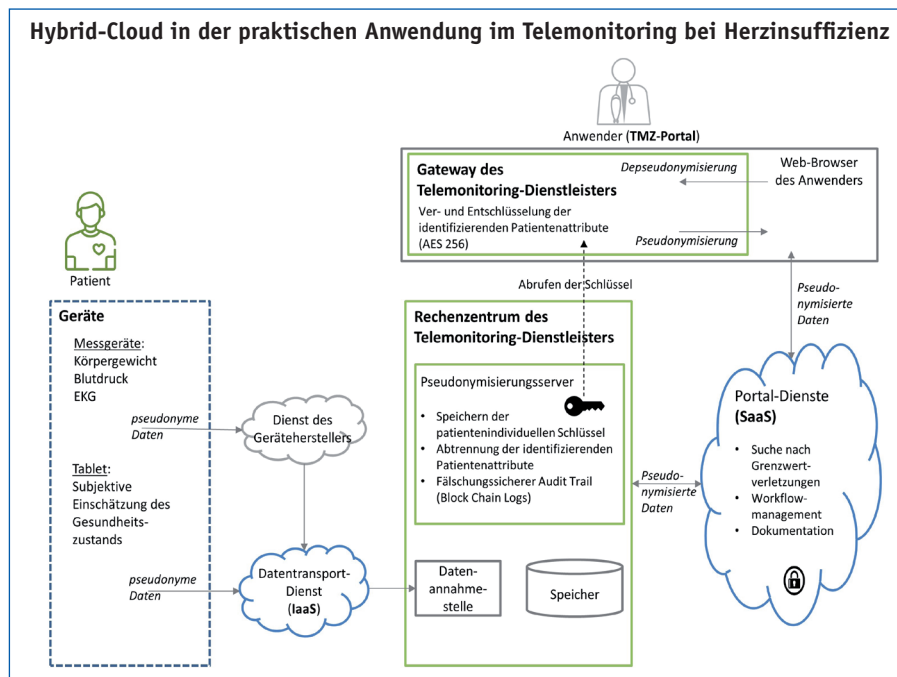 Hybrid-Cloud in der praktischen Anwendung im Telemonitoring bei Herzinsuffizienz
Anwender (TMZ-Portal)
Gateway des
Telemonitoring-Dienstleisters
Ver- und Entschlüsselung der
identifizierenden Patientenattribute
(AES 256)
Depseudonymisierung
Pseudonymisierung
Web-Browser
des Anwenders
Patient
Geräte
Messgeräte:
Körpergewicht
Blutdruck
EKG
pseudonyme
Daten
Tablet:
Subjektive
Einschätzung des
Gesundheits-
zustands
pseudonyme
Daten
Dienst des
Geräteherstellers
Datentransport-
Dienst
(IaaS)
Abrufen der Schlüssel
Rechenzentrum des
Telemonitoring-Dienstleisters
Pseudonymisierungsserver
• Speichern der
patientenindividuellen Schlüssel
• Abtrennung der identifizierenden
Patientenattribute
• Fälschungssicherer Audit Trail
(Block Chain Logs)
Daten-
annahme-
stelle
Speicher
Pseudo-
nymisierte
Daten
Pseudo-
nymisierte
Daten
Portal-Dienste
(SaaS)
• Suche nach
Grenzwert-
verletzungen
• Workflow-
management
• Dokumentation